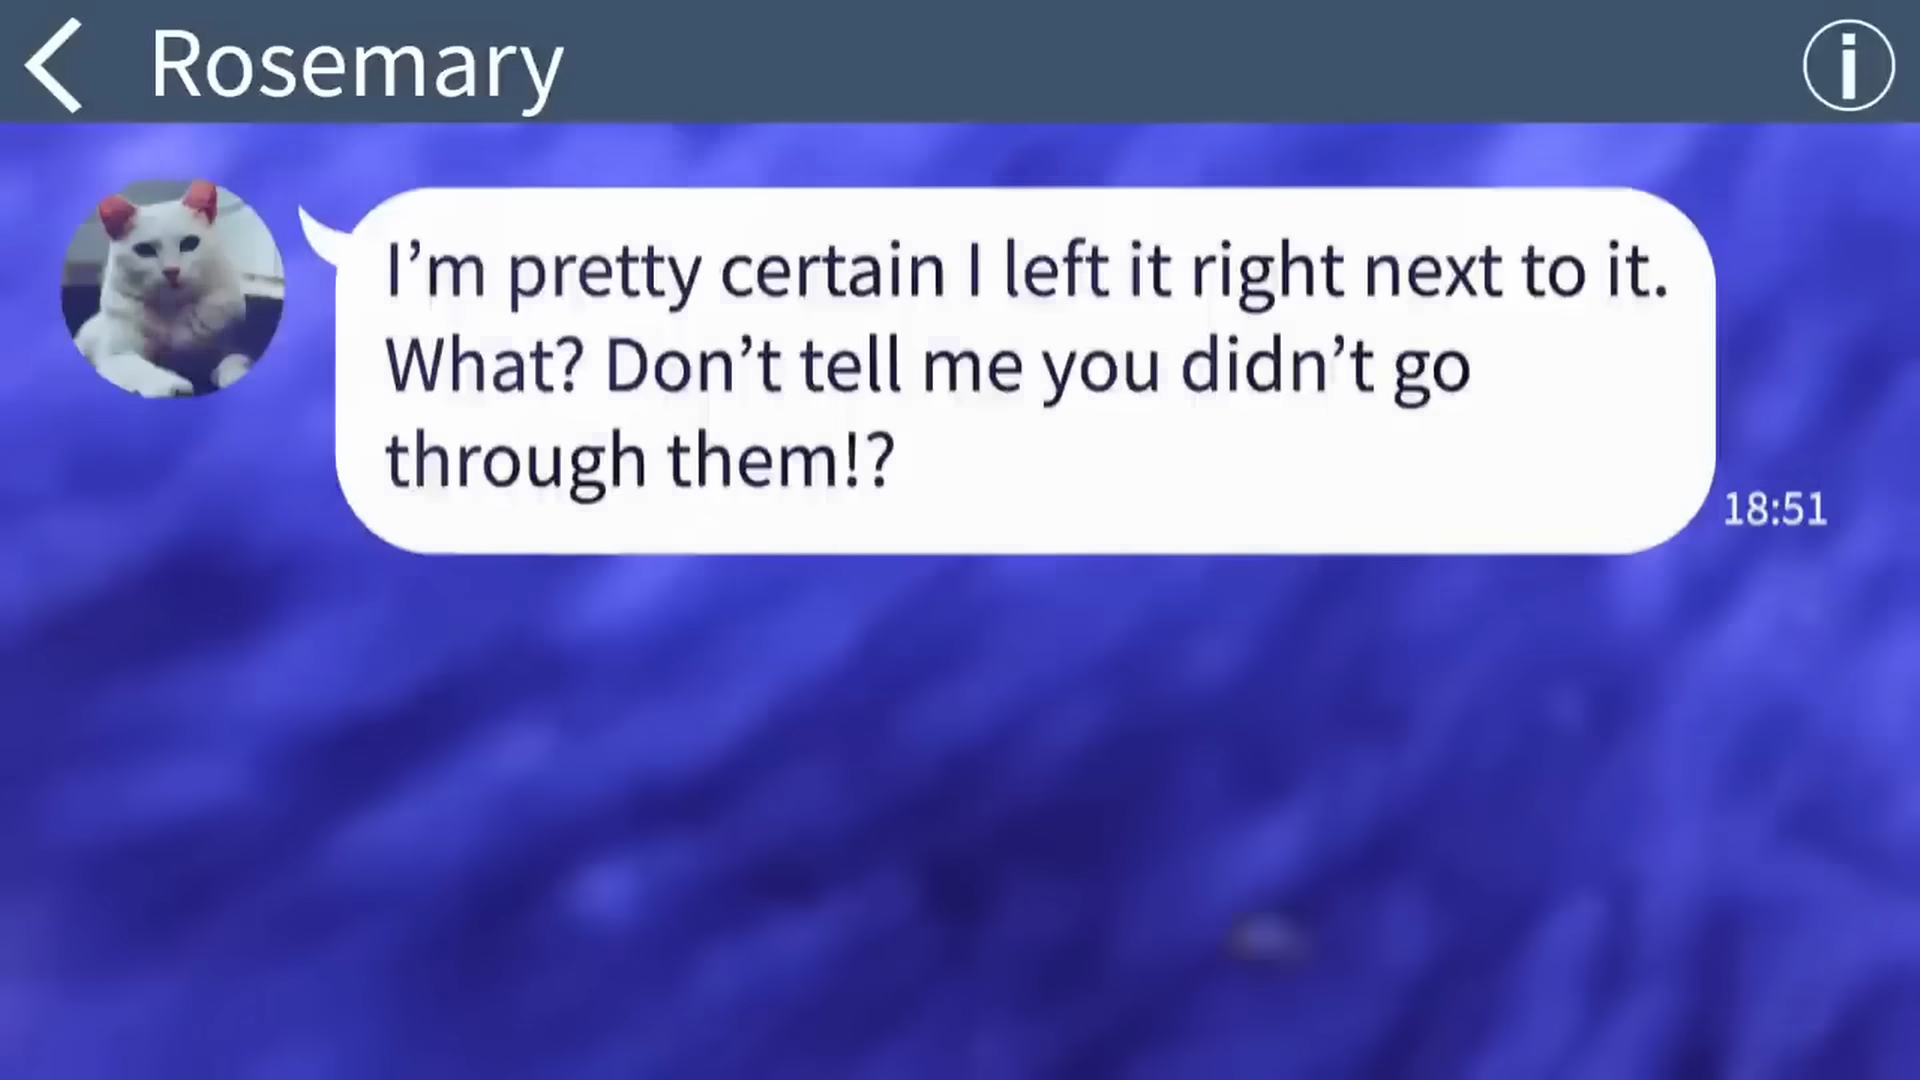 Rosemary
I’m pretty certain I left it right next to it.
What? Don’t tell me you didn’t go
through them!?
18:51